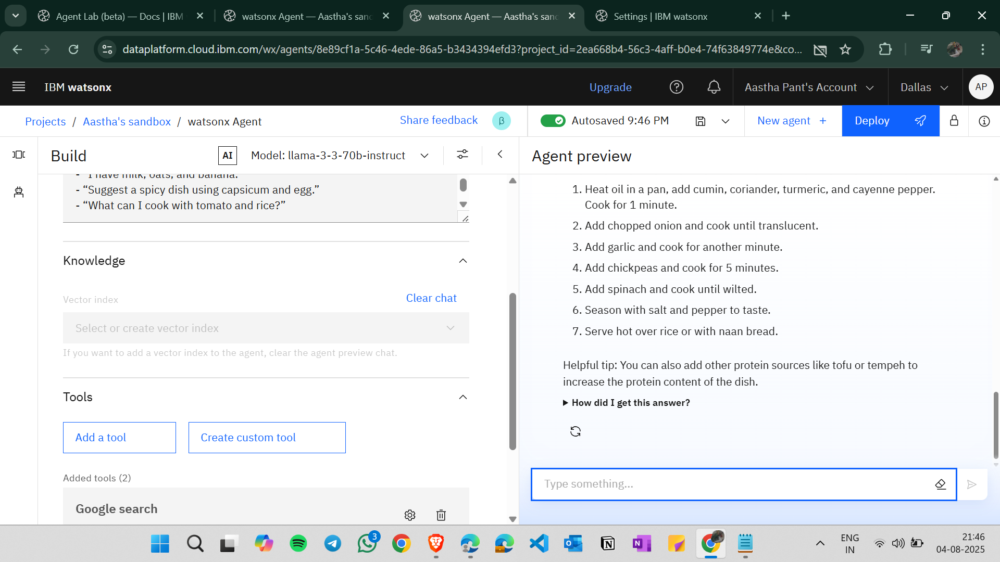 Agent Lab (beta) — Docs | IBM
watsonx Agent — Aastha's sand
watsonx Agent — Aastha's sand
Settings | IBM watsonx
dataplatform.cloud.ibm.com/wx/agents/8e89cf1a-5c46-4ede-86a5-b3434394efd3?project_id=2ea668b4-56c3-4aff-b0e4-74f63849774e&co...
IBM watsonx
Upgrade
Aastha Pant's Account
Dallas
AP
Projects / Aastha's sandbox / watsonx Agent
Share feedback
β
Autosaved 9:46 PM
New agent +
Deploy
Build
AI
Model: llama-3-3-70b-instruct
- “I have milk, oats, and banana.”
- “Suggest a spicy dish using capsicum and egg.”
- “What can I cook with tomato and rice?”
Knowledge
Vector index
Clear chat
Select or create vector index
If you want to add a vector index to the agent, clear the agent preview chat.
Tools
Add a tool
Create custom tool
Added tools (2)
Google search
Agent preview
1. Heat oil in a pan, add cumin, coriander, turmeric, and cayenne pepper.
Cook for 1 minute.
2. Add chopped onion and cook until translucent.
3. Add garlic and cook for another minute.
4. Add chickpeas and cook for 5 minutes.
5. Add spinach and cook until wilted.
6. Season with salt and pepper to taste.
7. Serve hot over rice or with naan bread.
Helpful tip: You can also add other protein sources like tofu or tempeh to
increase the protein content of the dish.
How did I get this answer?
Type something...
3
ENG
IN
21:46
04-08-2025